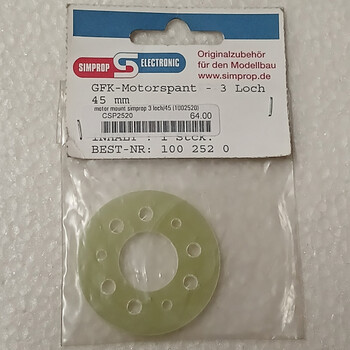 SIMPROP ELECTRONIC
Originalzubehör
für den Modellbau
www.simprop.de
GFK-Motorspant - 3 Loch
45 mm
motor mount simprop 3 loch/45 (1002520)
CSP2520 64.00
INHALT : 1 Stck.
BEST-NR: 100 252 0